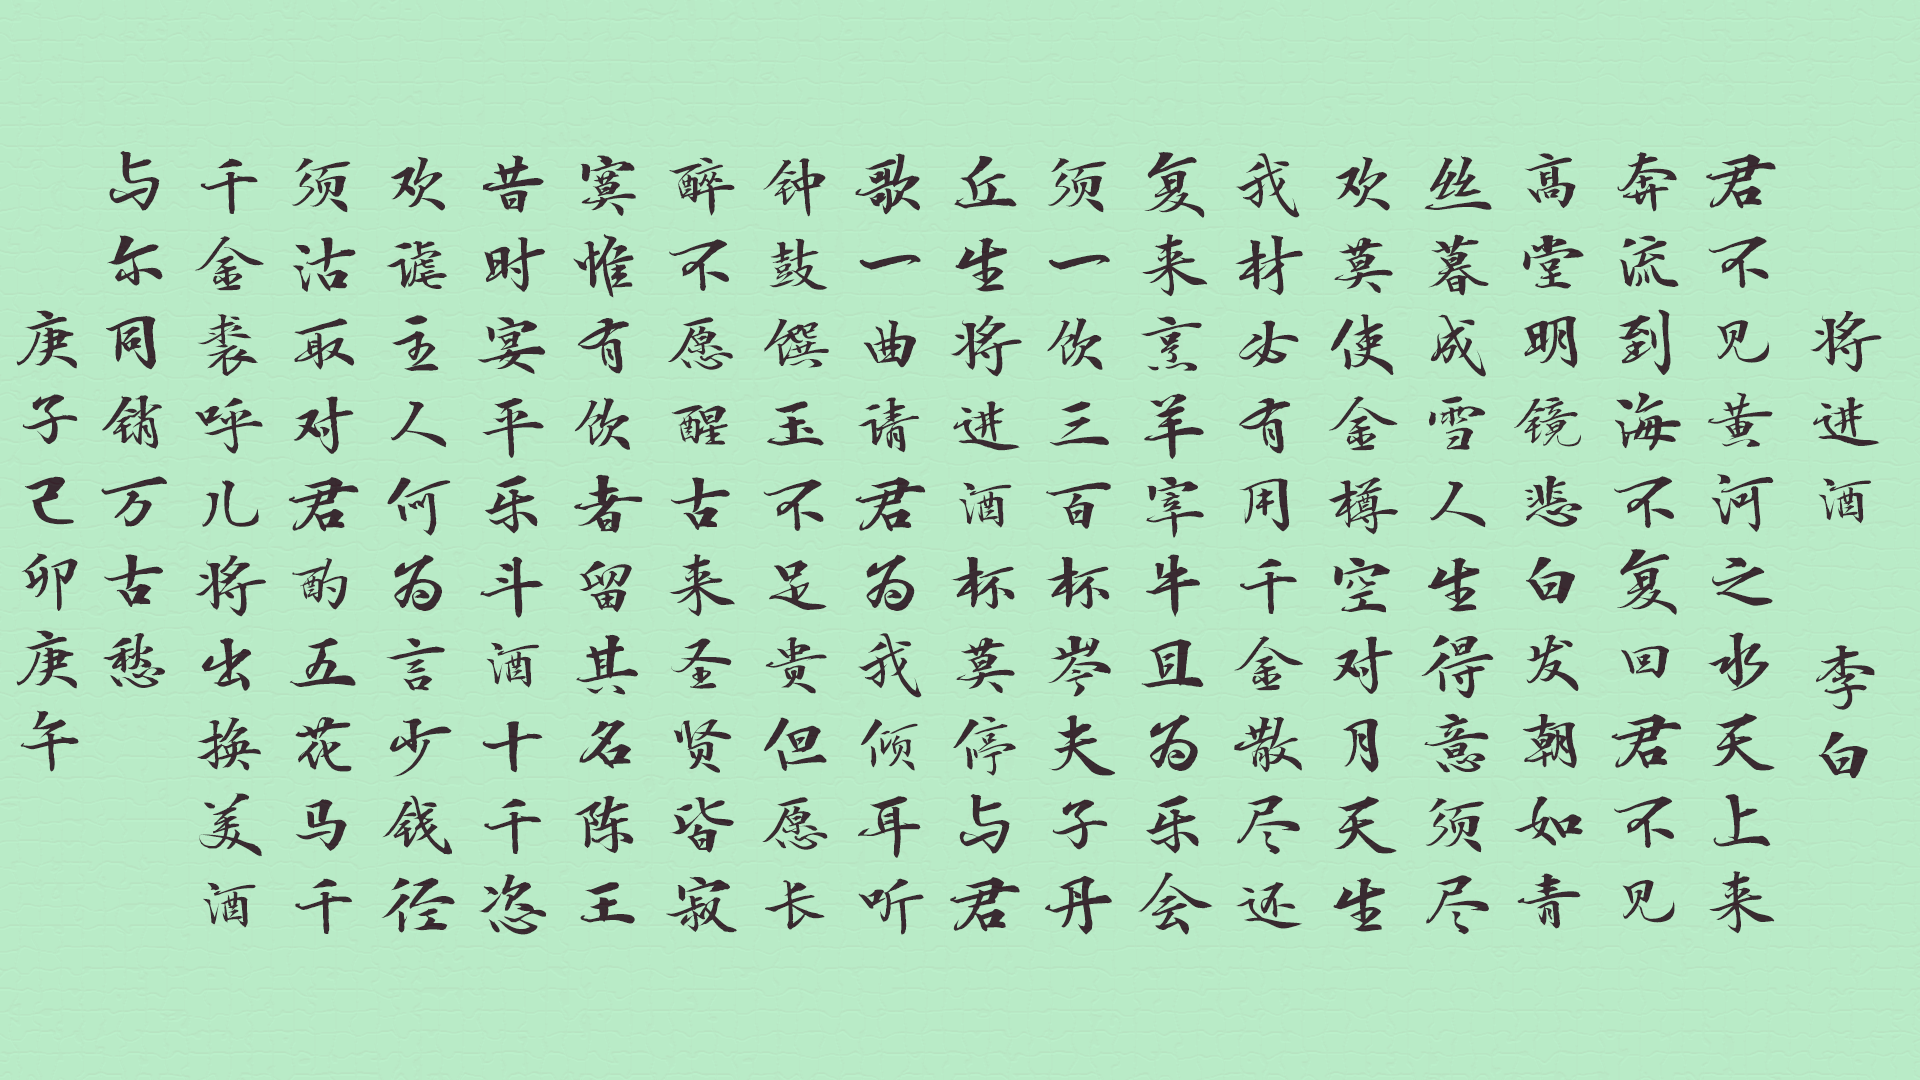 将进酒 李白
君不见黄河之水天上来
奔流到海不复回君不见
高堂明镜悲白发朝如青
丝暮成雪人生得意须尽
欢莫使金樽空对月天生
我材必有用千金散尽还
复来烹羊宰牛且为乐会
须一饮三百杯岑夫子丹
丘生将进酒杯莫停与君
歌一曲请君为我倾耳听
钟鼓馔玉不足贵但愿长
醉不愿醒古来圣贤皆寂
寞惟有饮者留其名陈王
昔时宴平乐斗酒十千恣
欢谑主人何为言少钱径
须沽取对君酌五花马千
千金裘呼儿将出换美酒
与尔同销万古愁
庚子己卯庚午